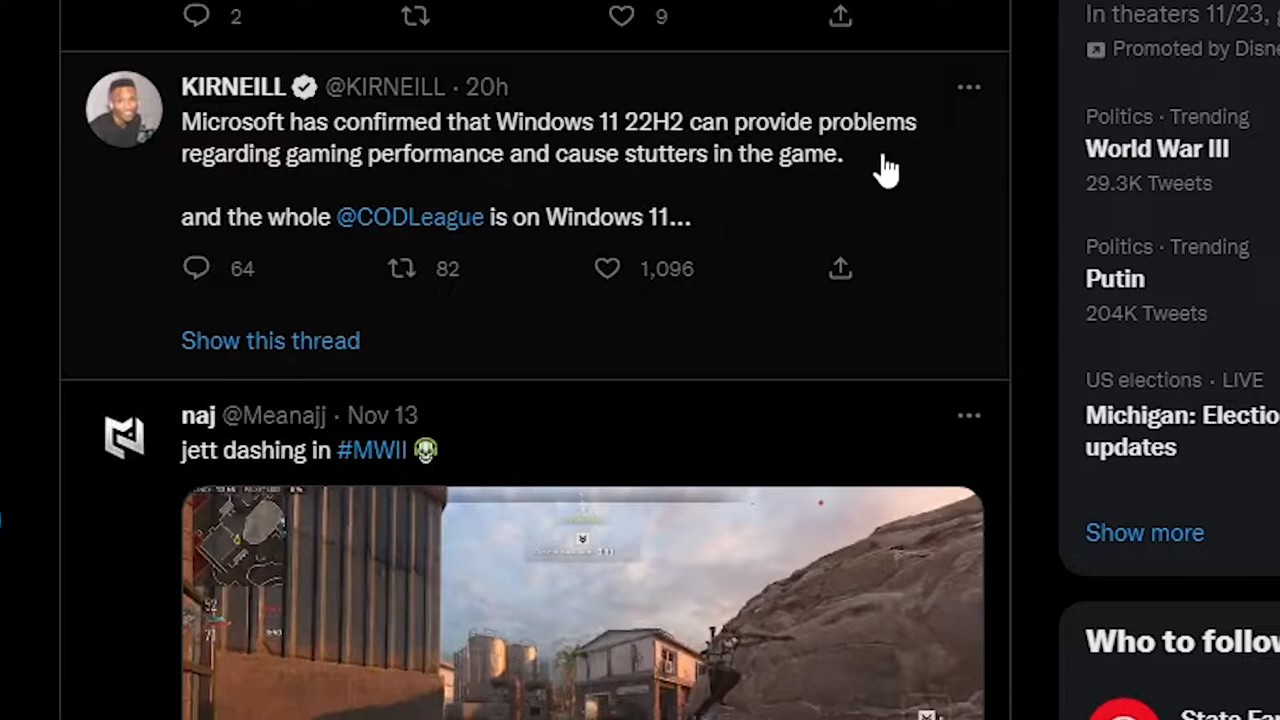 2 9
KIRNEILL @KIRNEILL · 20h
Microsoft has confirmed that Windows 11 22H2 can provide problems
regarding gaming performance and cause stutters in the game.
and the whole @CODLeague is on Windows 11...
64 82 1,096
Show this thread
naj @Meanajj · Nov 13
jett dashing in #MWII
52
71
In theaters 11/23,
Promoted by Disne
Politics · Trending
World War III
29.3K Tweets
Politics · Trending
Putin
204K Tweets
US elections · LIVE
Michigan: Electio
updates
Show more
Who to follow
State Fa